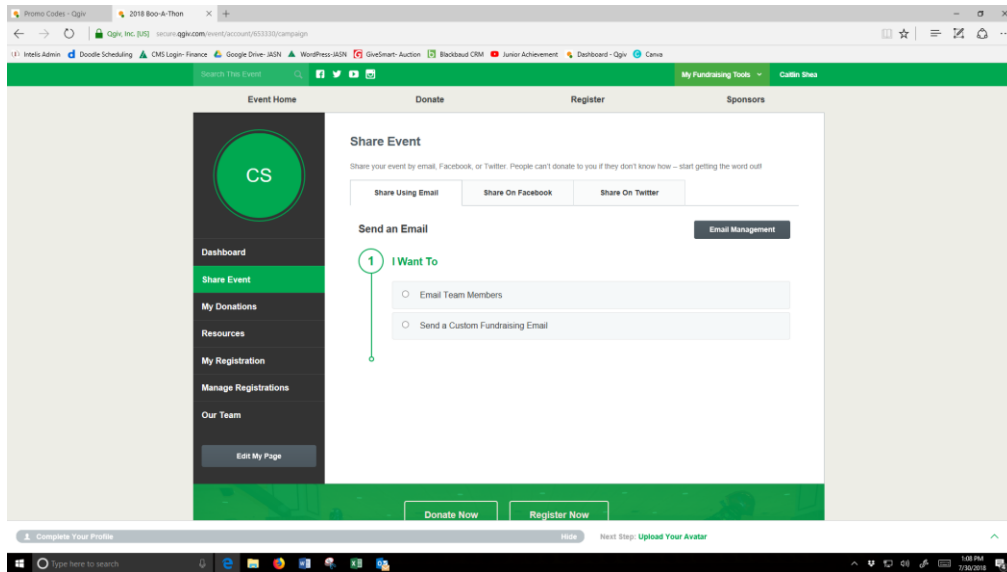 Promo Codes - Qgiv
2018 Boo-A-Thon
Qgiv, Inc. [US] secure.qgiv.com/event/account/653330/campaign
Intelis Admin Doodle Scheduling CMS Login- Finance Google Drive- JASN WordPress-JASN GiveSmart- Auction Blackbaud CRM Junior Achievement Dashboard - Qgiv Canva
Search This Event My Fundraising Tools Caitlin Shea
Event Home Donate Register Sponsors
CS
Dashboard
Share Event
My Donations
Resources
My Registration
Manage Registrations
Our Team
Edit My Page
Share Event
Share your event by email, Facebook, or Twitter. People can't donate to you if they don't know how – start getting the word out!
Share Using Email Share On Facebook Share On Twitter
Send an Email Email Management
1 I Want To
Email Team Members
Send a Custom Fundraising Email
Donate Now Register Now
Complete Your Profile Hide Next Step: Upload Your Avatar
Type here to search
1:08 PM
7/30/2018